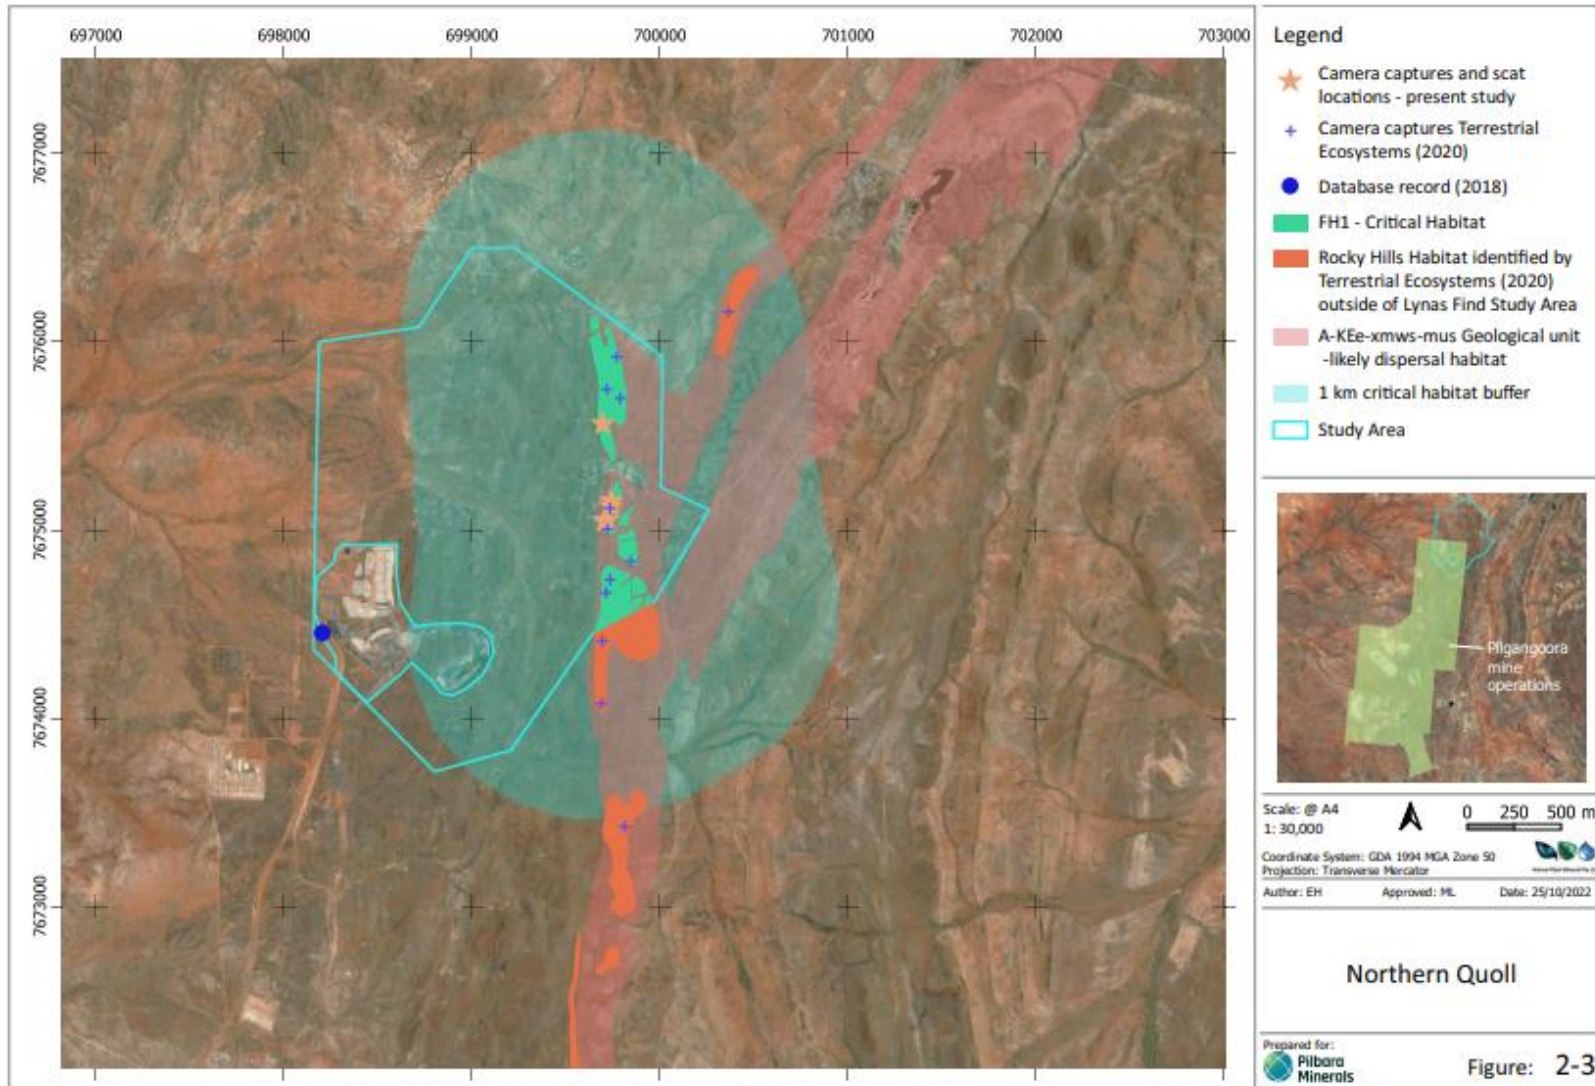 697000 698000 699000 700000 701000 702000 703000
7677000
7676000
7675000
7674000
7673000
Legend
Camera captures and scat
locations - present study
Camera captures Terrestrial
Ecosystems (2020)
Database record (2018)
FH1 - Critical Habitat
Rocky Hills Habitat identified by
Terrestrial Ecosystems (2020)
outside of Lynas Find Study Area
A-KEe-xmws-mus Geological unit
-likely dispersal habitat
1 km critical habitat buffer
Study Area
Pilgangoora
mine
operations
Scale: @ A4
1: 30,000
0 250 500 m
Coordinate System: GDA 1994 MGA Zone 50
Projection: Transverse Mercator
Author: EH Approved: ML Date: 25/10/2022
Northern Quoll
Prepared for:
Pilbara
Minerals
Figure: 2-3